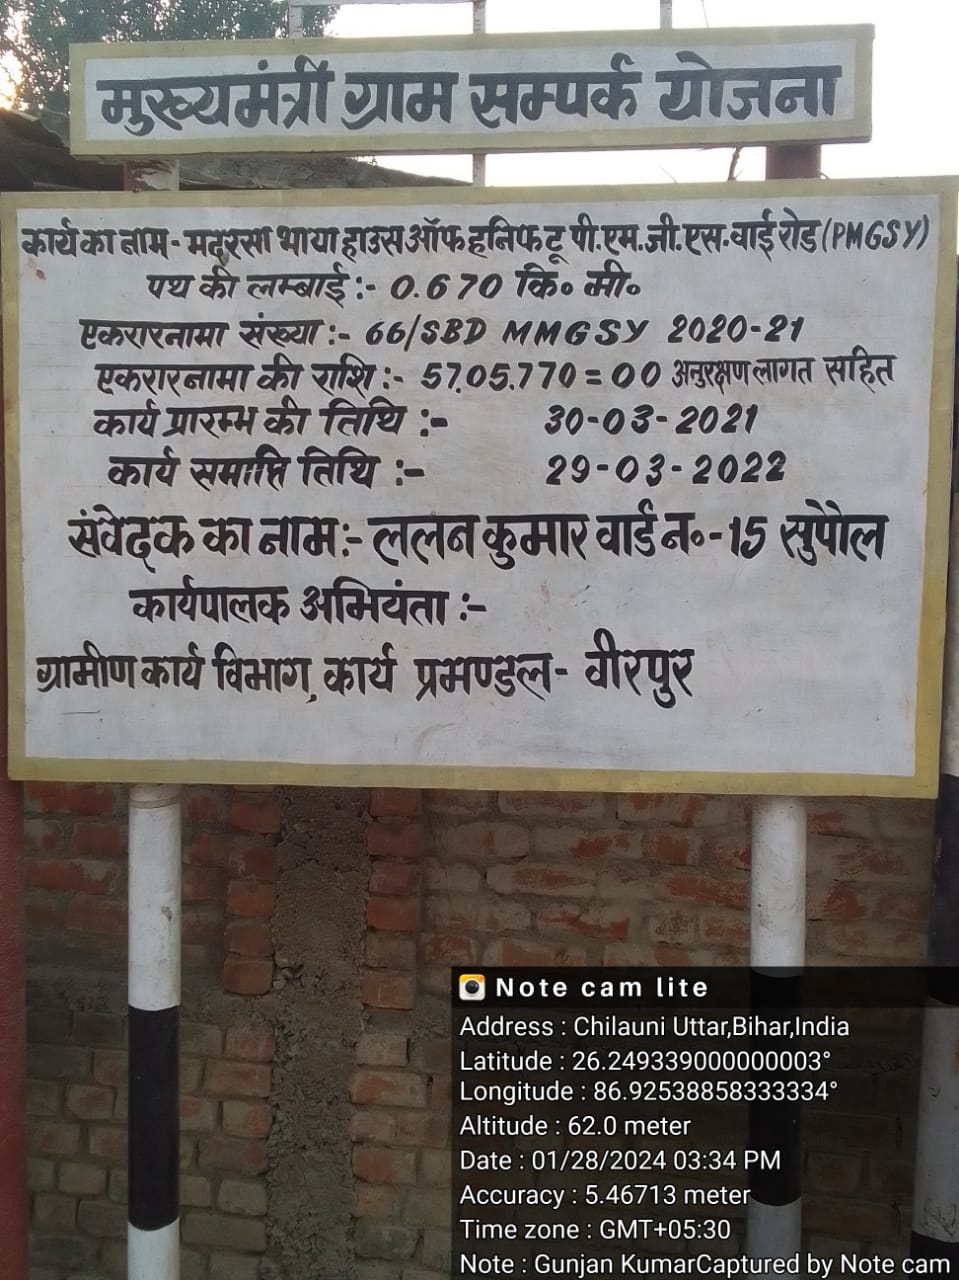 मुख्यमंत्री ग्राम सम्पर्क योजना
कार्य का नाम - मदरसा भाया हाउस ऑफ हनिफ टू पी.एम.जी.एस.वाई रोड (PMGSY)
पथ की लम्बाई :- 0.670 कि० मी०
एकरारनामा संख्या :- 66/SBD MMGSY 2020-21
एकरारनामा की राशि :- 57,05,770=00 अनुरक्षण लागत सहित
कार्य प्रारम्भ की तिथि :- 30-03-2021
कार्य समाप्ति तिथि :- 29-03-2022
संवेदक का नाम :- ललन कुमार वार्ड न०-15 सुपौल
कार्यपालक अभियंता :-
ग्रामीण कार्य विभाग, कार्य प्रमण्डल - वीरपुर
Note cam lite
Address : Chilauni Uttar,Bihar,India
Latitude : 26.249339000000003°
Longitude : 86.92538858333334°
Altitude : 62.0 meter
Date : 01/28/2024 03:34 PM
Accuracy : 5.46713 meter
Time zone : GMT+05:30
Note : Gunjan KumarCaptured by Note cam